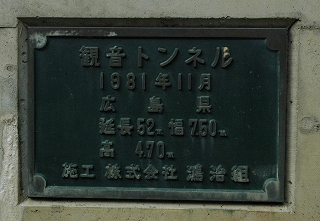 観音トンネル
1981年11月
広島県
延長52m 幅7.50m
高 4.70m
施工 株式会社 鴻治組